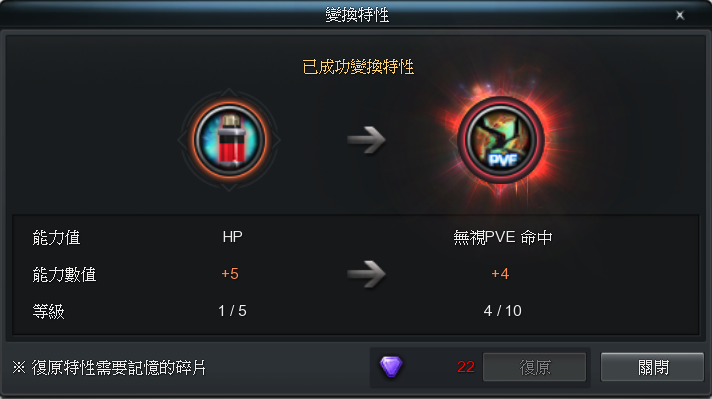 變換特性
已成功變換特性
PVE
能力值 HP 無視PVE 命中
能力數值 +5 +4
等級 1 / 5 4 / 10
※ 復原特性需要記憶的碎片 22 復原 關閉